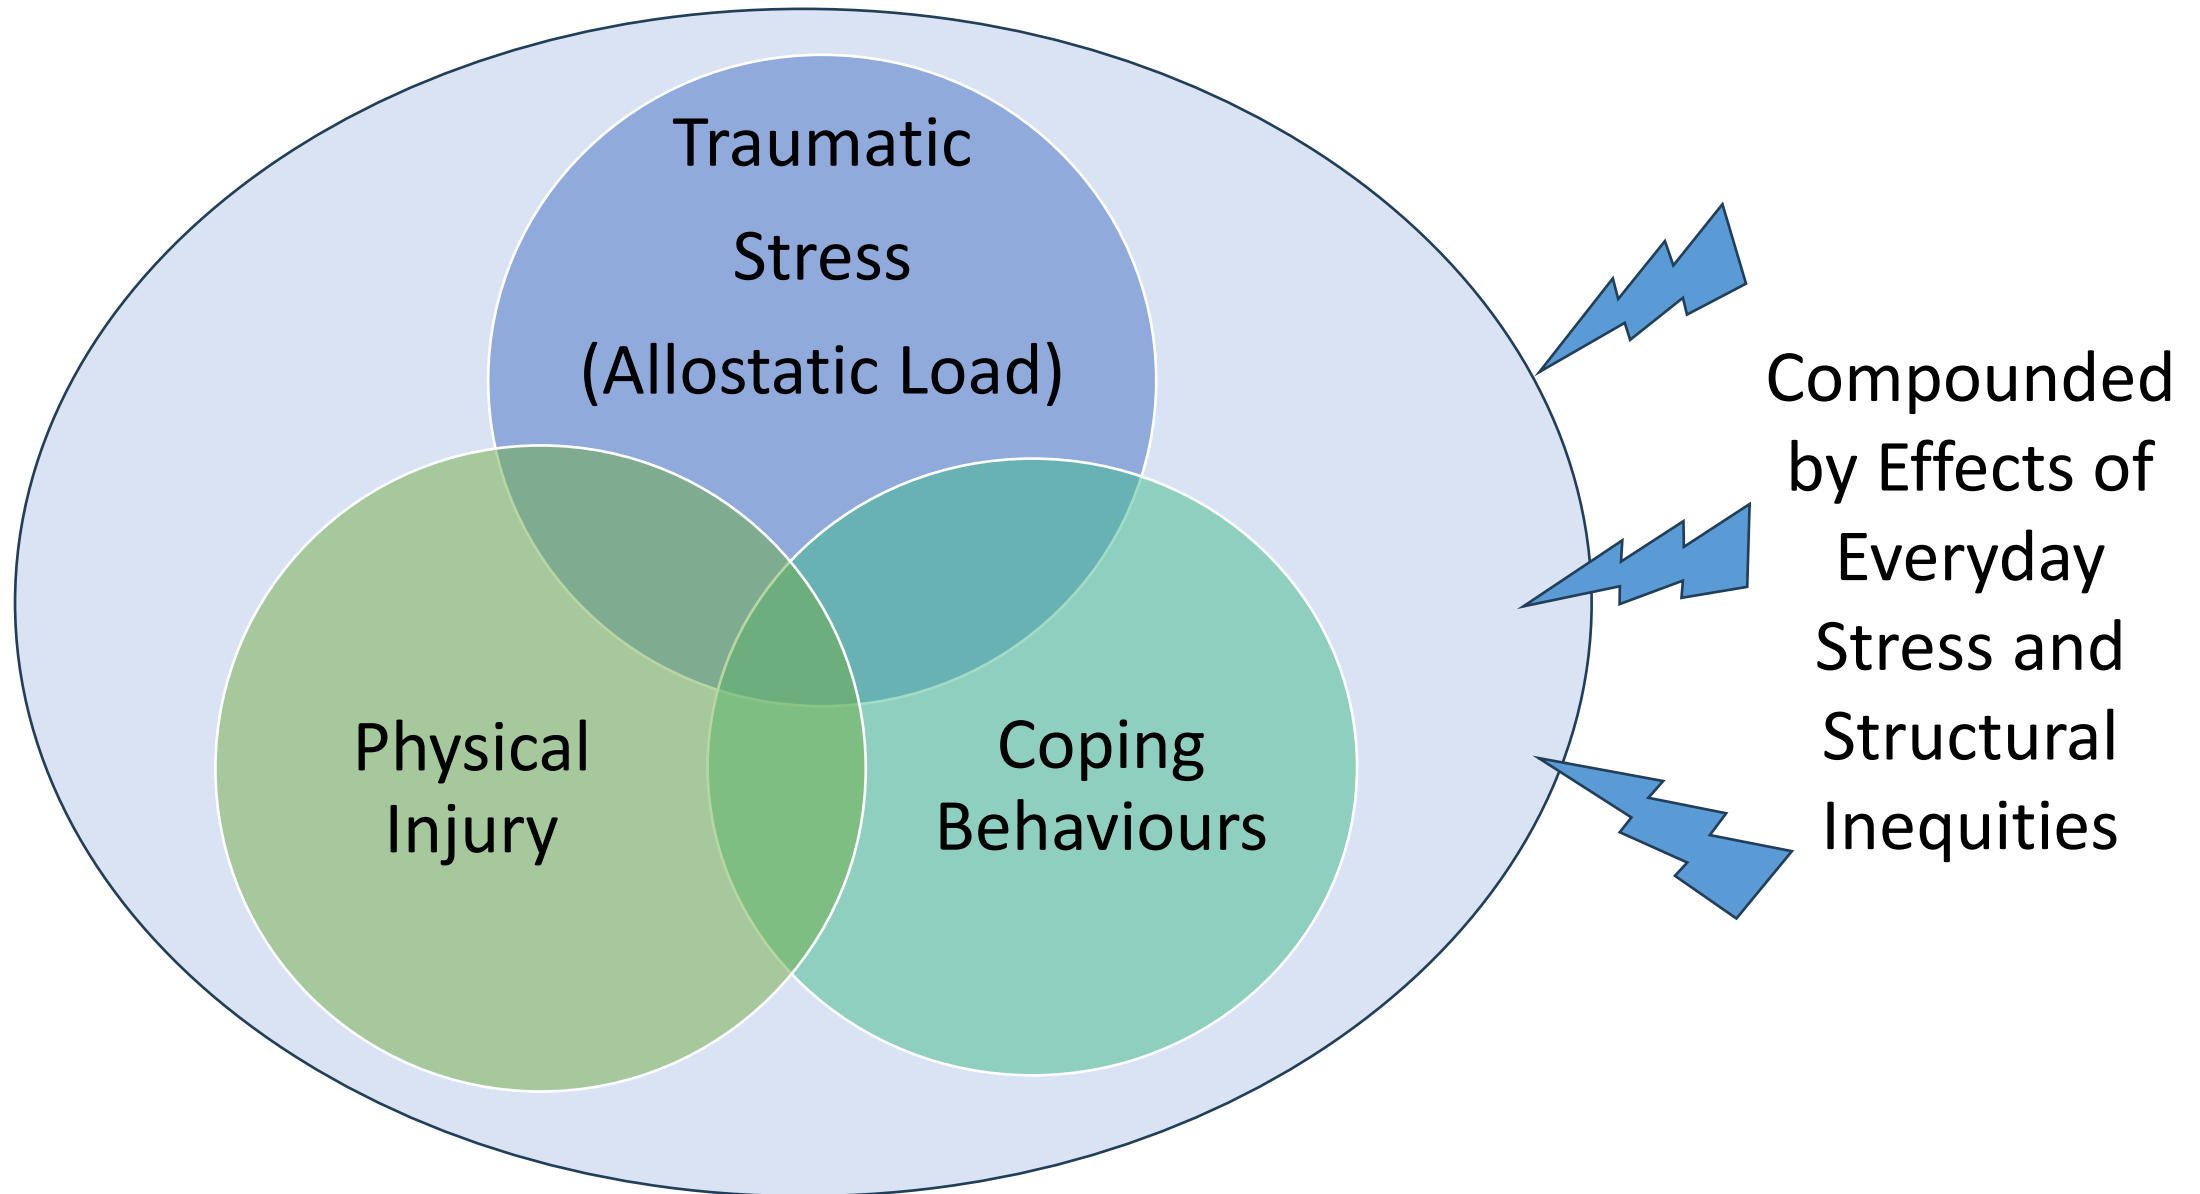 Traumatic
Stress
(Allostatic Load)
Physical
Injury
Coping
Behaviours
Compounded
by Effects of
Everyday
Stress and
Structural
Inequities